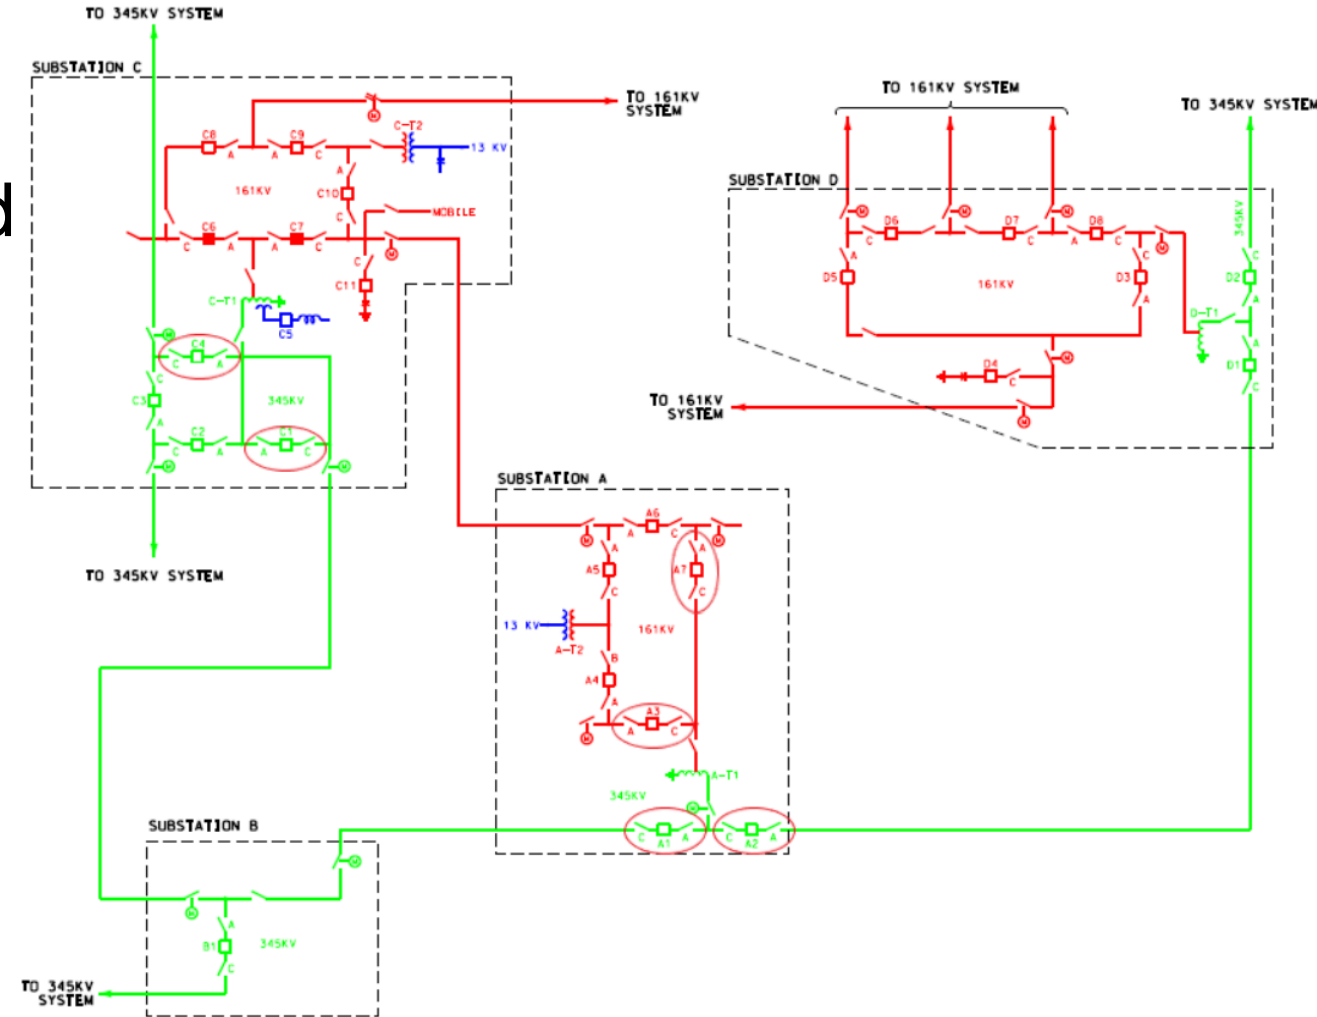 TO 345KV SYSTEM
SUBSTATION C
TO 161KV
SYSTEM
C8
A
A
C9
C
C-T2
13 KV
A
161KV
C10
C
MOBILE
C
C6
A
A
C7
C
M
M
C
C11
C-T1
C5
M
C
C4
A
C
C3
A
345KV
C
C2
A
A
C1
C
M
M
TO 345KV SYSTEM
d
TO 161KV SYSTEM
TO 345KV SYSTEM
SUBSTATION D
345KV
M
M
M
C
D6
D7
C
A
D8
C
M
A
D5
161KV
C
D3
A
C
D2
A
D-T1
A
D1
C
M
D4
C
TO 161KV
SYSTEM
M
SUBSTATION A
M
A
A6
C
M
A
A5
C
A
A7
C
13 KV
A-T2
161KV
B
A4
A
M
A
A3
C
A-T1
345KV
M
C
A1
A
C
A2
A
SUBSTATION B
M
M
A
B1
C
345KV
TO 345KV
SYSTEM